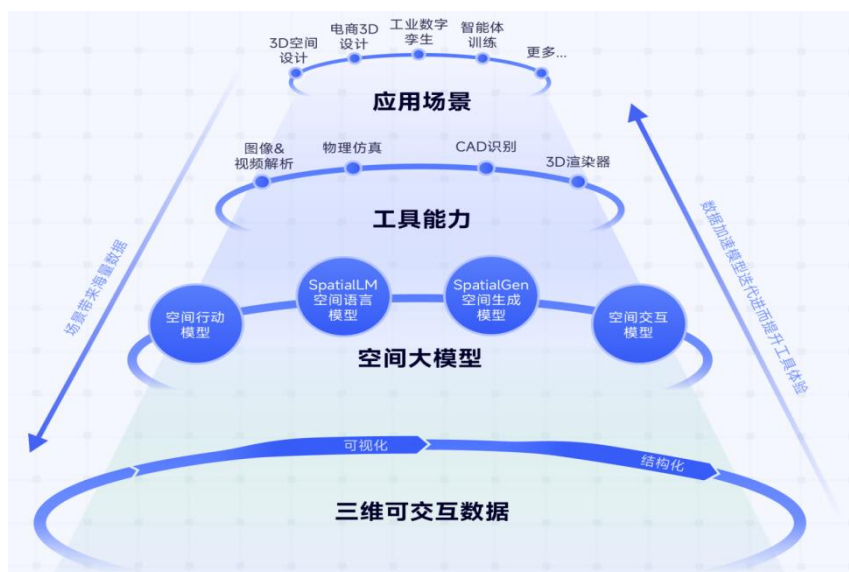 3D空间
设计
电商3D
设计
工业数字
孪生
智能体
训练
更多...
应用场景
图像&
视频解析
物理仿真
CAD识别
3D渲染器
工具能力
空间行动
模型
SpatialLM
空间语言
模型
SpatialGen
空间生成
模型
空间交互
模型
空间大模型
可视化
结构化
三维可交互数据
场景带来海量数据
数据加速模型迭代进而提升工具体验